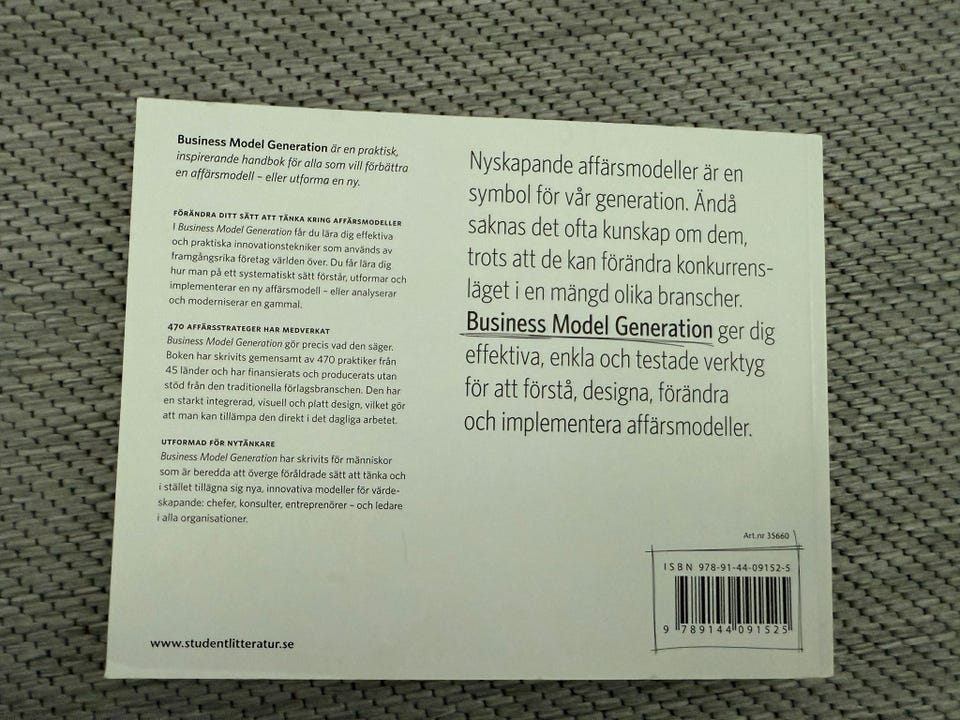 Business Model Generation är en praktisk,
inspirerande handbok för alla som vill förbättra
en affärsmodell – eller utforma en ny.
FÖRÄNDRA DITT SÄTT ATT TÄNKA KRING AFFÄRSMODELLER
I Business Model Generation får du lära dig effektiva
och praktiska innovationstekniker som används av
framgångsrika företag världen över. Du får lära dig
hur man på ett systematiskt sätt förstår, utformar och
implementerar en ny affärsmodell – eller analyserar
och moderniserar en gammal.
470 AFFÄRSSTRATEGER HAR MEDVERKAT
Business Model Generation gör precis vad den säger.
Boken har skrivits gemensamt av 470 praktiker från
45 länder och har finansierats och producerats utan
stöd från den traditionella förlagsbranschen. Den har
en starkt integrerad, visuell och platt design, vilket gör
att man kan tillämpa den direkt i det dagliga arbetet.
UTFORMAD FÖR NYTÄNKARE
Business Model Generation har skrivits för människor
som är beredda att överge föråldrade sätt att tänka och
i stället tillägna sig nya, innovativa modeller för värde-
skapande: chefer, konsulter, entreprenörer – och ledare
i alla organisationer.
www.studentlitteratur.se
Nyskapande affärsmodeller är en
symbol för vår generation. Ändå
saknas det ofta kunskap om dem,
trots att de kan förändra konkurrens-
läget i en mängd olika branscher.
Business Model Generation ger dig
effektiva, enkla och testade verktyg
för att förstå, designa, förändra
och implementera affärsmodeller.
Art.nr 35660
ISBN 978-91-44-09152-5
9 789144 091525